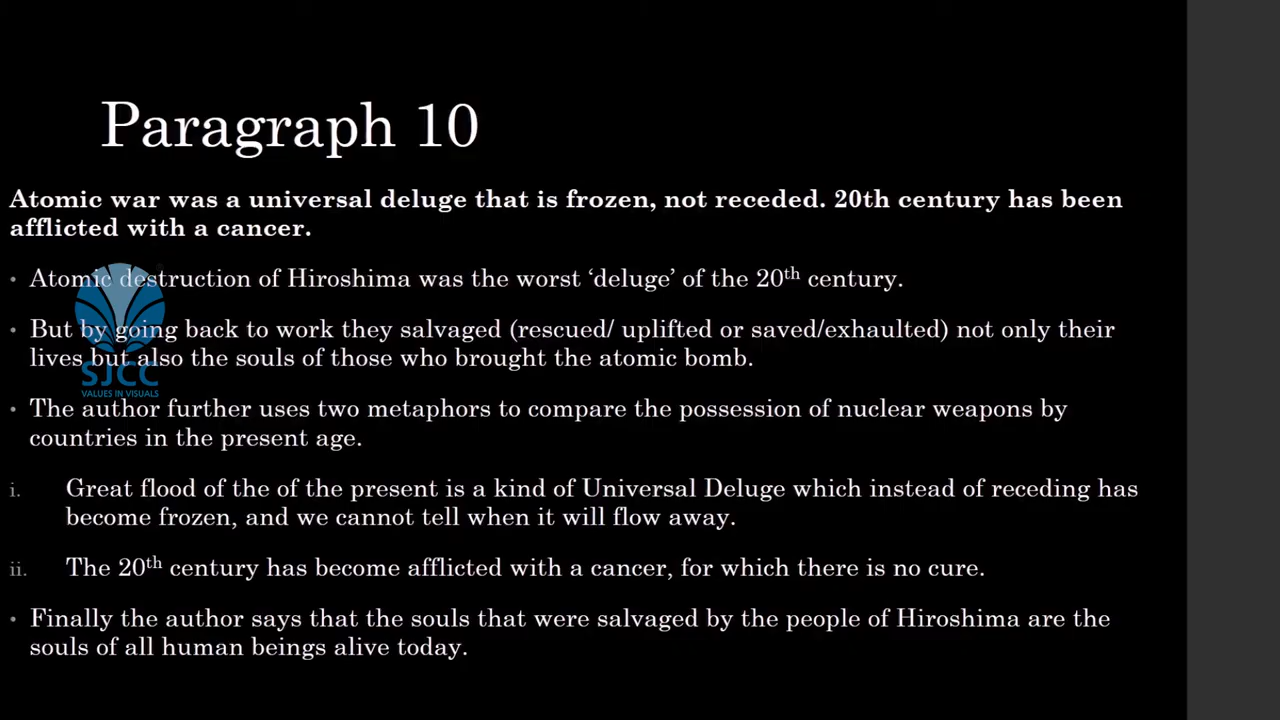 Paragraph 10
Atomic war was a universal deluge that is frozen, not receded. 20th century has been
afflicted with a cancer.
• Atomic destruction of Hiroshima was the worst ‘deluge’ of the 20th century.
• But by going back to work they salvaged (rescued/ uplifted or saved/exhaulted) not only their
lives but also the souls of those who brought the atomic bomb.
SJCC
VALUES IN VISUALS
• The author further uses two metaphors to compare the possession of nuclear weapons by
countries in the present age.
i. Great flood of the of the present is a kind of Universal Deluge which instead of receding has
become frozen, and we cannot tell when it will flow away.
ii. The 20th century has become afflicted with a cancer, for which there is no cure.
• Finally the author says that the souls that were salvaged by the people of Hiroshima are the
souls of all human beings alive today.